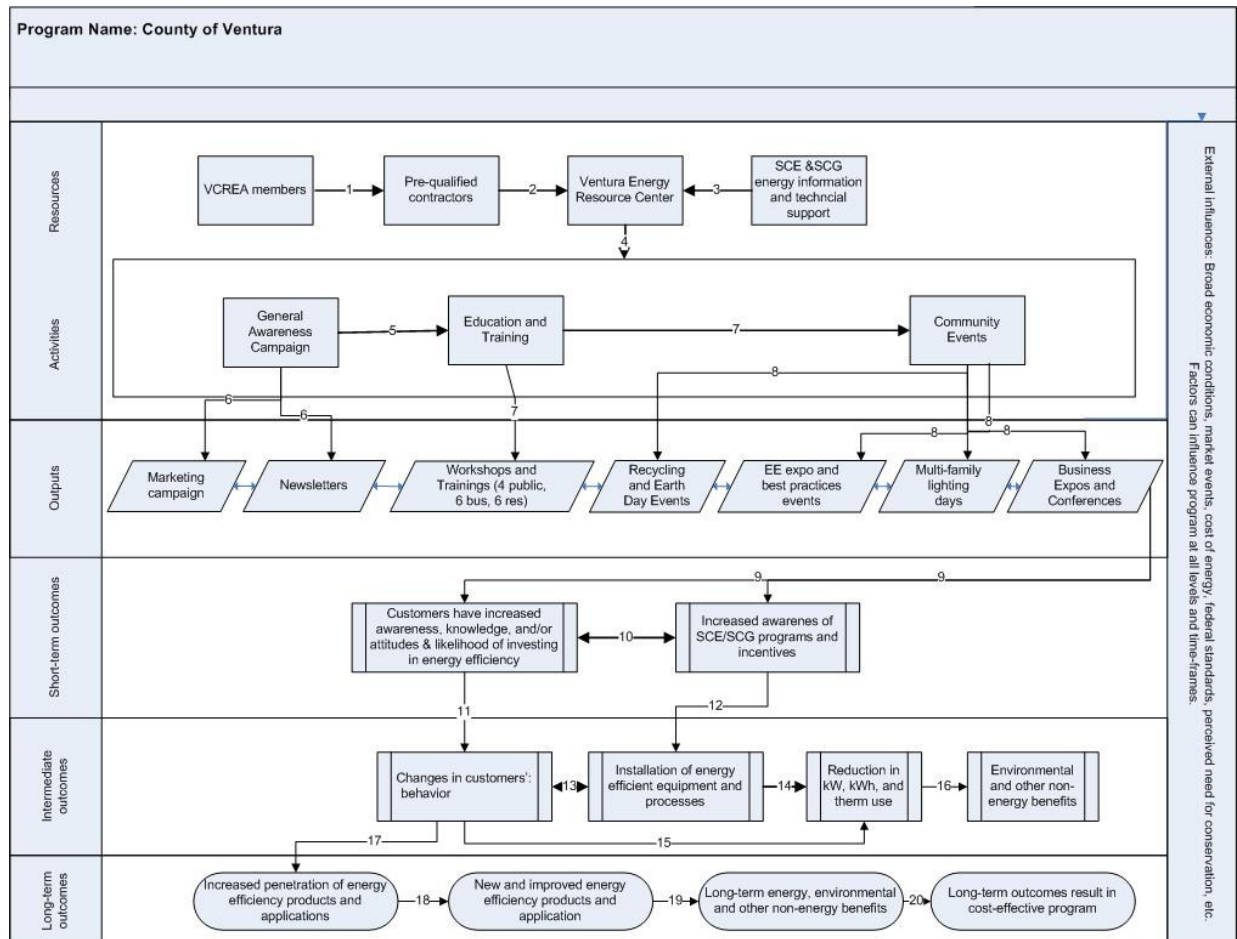 Program Name: County of Ventura
Resources
VCREA members
1
Pre-qualified
contractors
2
Ventura Energy
Resource Center
3
SCE &SCG
energy information
and techncial
support
4
Activities
General
Awareness
Campaign
5
Education and
Training
7
Community
Events
6
6
7
8
8
8
8
Outputs
Marketing
campaign
Newsletters
Workshops and
Trainings (4 public,
6 bus, 6 res)
Recycling
and Earth
Day Events
EE expo and
best practices
events
Multi-family
lighting
days
Business
Expos and
Conferences
Short-term outcomes
9
9
Customers have increased
awareness, knowledge, and/or
attitudes & likelihood of investing
in energy efficiency
10
Increased awarenes of
SCE/SCG programs and
incentives
11
12
Intermediate
outcomes
Changes in customers':
behavior
13
Installation of energy
efficient equipment and
processes
14
Reduction in
kW, kWh, and
therm use
16
Environmental
and other non-
energy benefits
17
15
Long-term
outcomes
Increased penetration of energy
efficiency products and
applications
18
New and improved energy
efficiency products and
application
19
Long-term energy, environmental
and other non-energy benefits
20
Long-term outcomes result in
cost-effective program
External influences: Broad economic conditions, market events, cost of energy, federal standards, perceived need for conservation, etc.
Factors can influence program at all levels and time-frames.